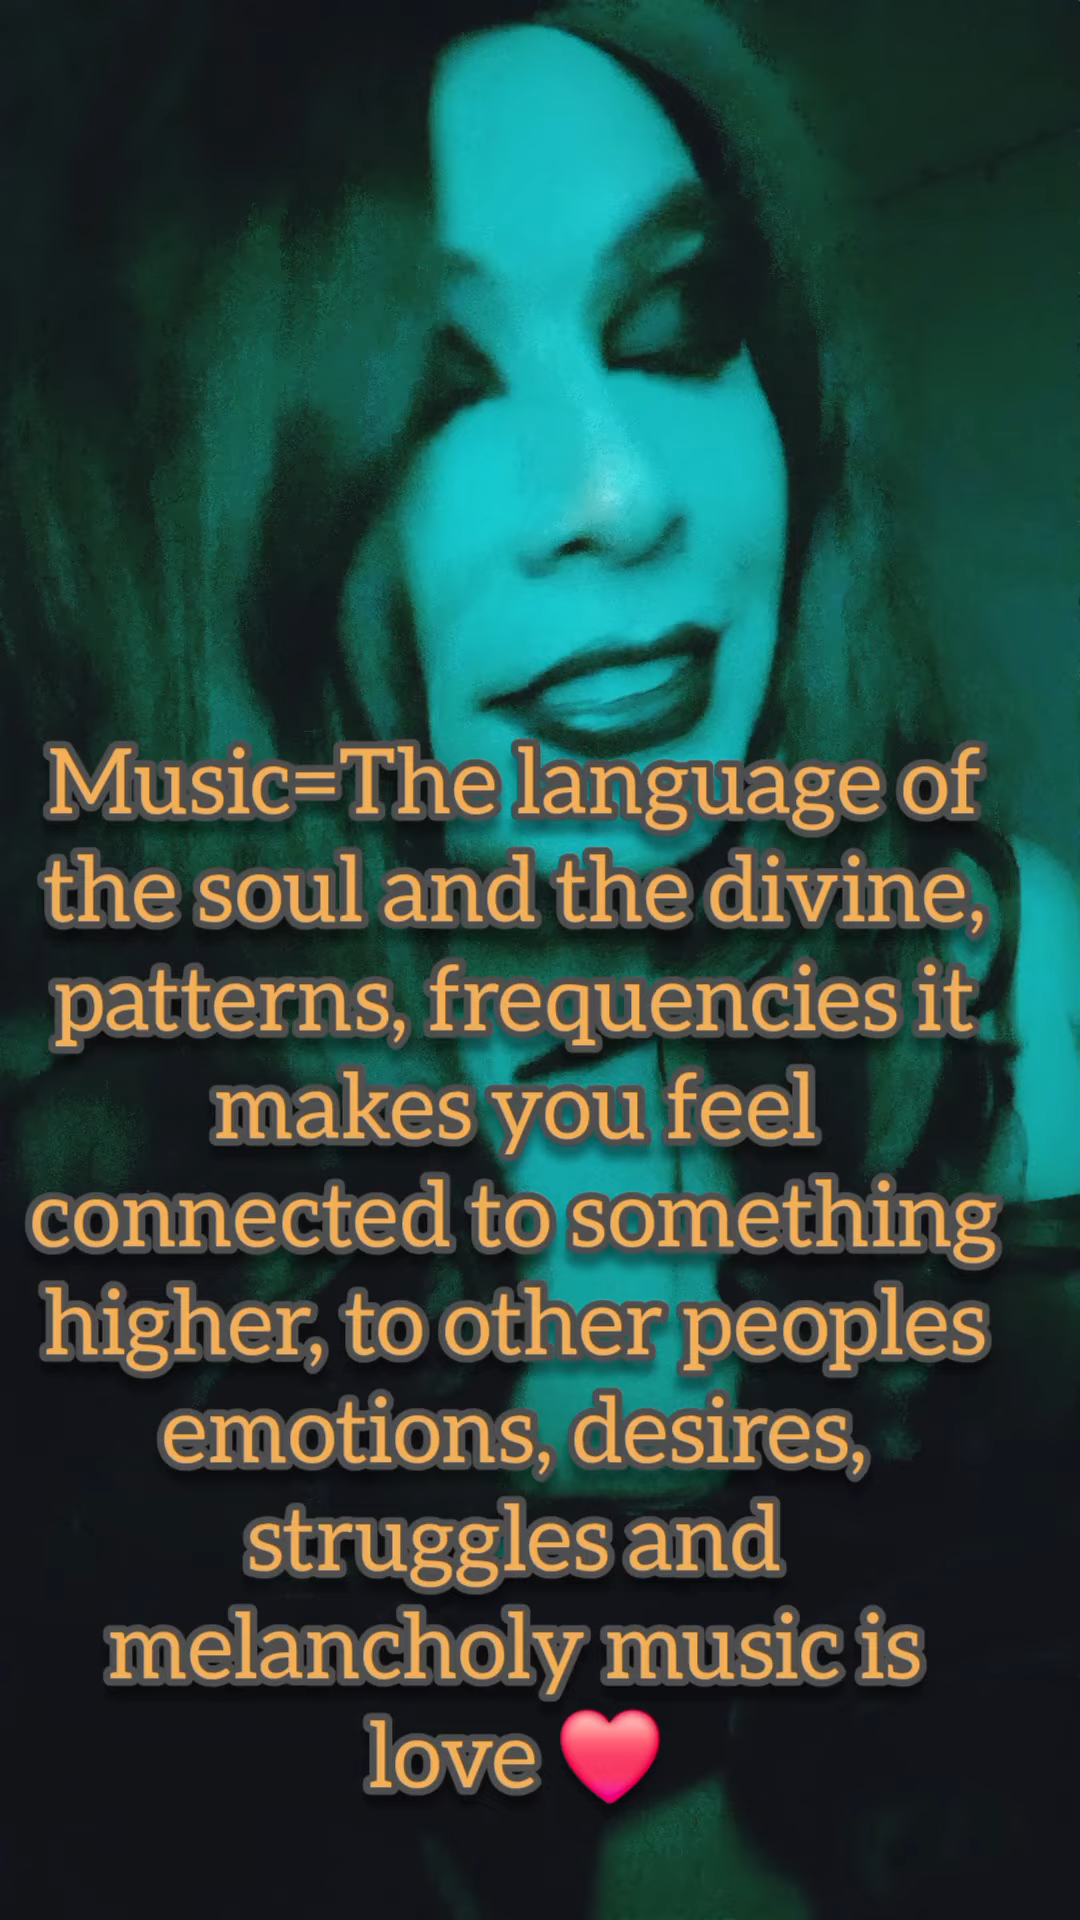 Music=The language of
the soul and the divine,
patterns, frequencies it
makes you feel
connected to something
higher, to other peoples
emotions, desires,
struggles and
melancholy music is
love ❤️